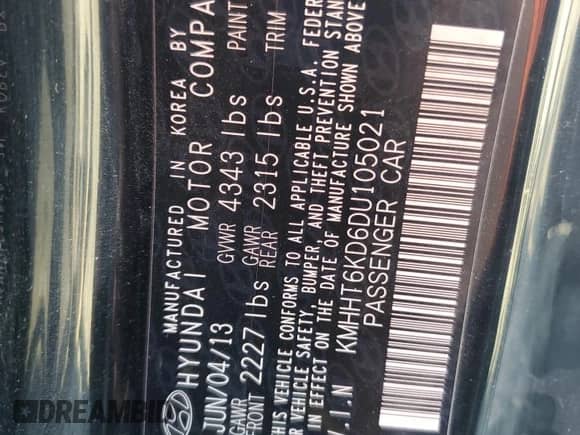 MANUFACTURED IN KOREA BY
HYUNDAI MOTOR COMPA
JUN/04/13 GVWR 4343 lbs PAINT
GAWR FRONT 2227 lbs GAWR REAR 2315 lbs TRIM
THIS VEHICLE CONFORMS TO ALL APPLICABLE U.S.A. FEDER
R VEHICLE SAFETY, BUMPER, AND THEFT PREVENTION STAN
IN EFFECT ON THE DATE OF MANUFACTURE SHOWN ABOVE
V.I.N KMHHT6KD6DU105021
PASSENGER CAR
DREAMBID